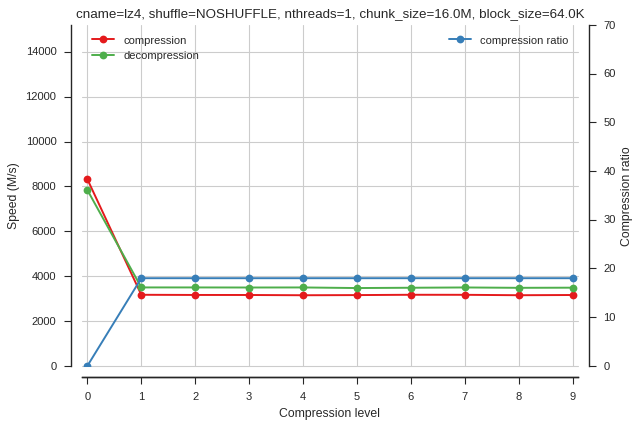 cname=lz4, shuffle=NOSHUFFLE, nthreads=1, chunk_size=16.0M, block_size=64.0K
compression
decompression
compression ratio
Speed (M/s)
14000
12000
10000
8000
6000
4000
2000
0
70
60
50
40
30
20
10
0
Compression ratio
0 1 2 3 4 5 6 7 8 9
Compression level